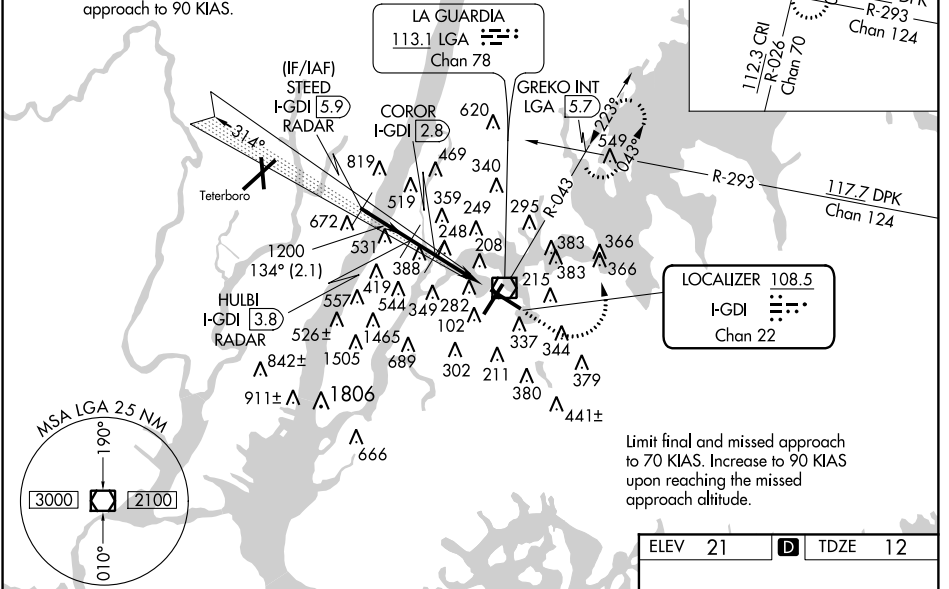 approach to 90 KIAS.
LA GUARDIA
113.1 LGA
Chan 78
DPK
R-293
Chan 124
112.3 CRI
R-026
Chan 70
(IF/IAF)
STEED
I-GDI 5.9
RADAR
COROR
I-GDI 2.8
GREKO INT
LGA 5.7
620
223°
549
043°
314°
Teterboro
819
469
340
519
R-293
117.7 DPK
Chan 124
R-043
672
359
249
295
531
248
208
383
366
1200
134° (2.1)
388
383
366
419
215
HULBI
I-GDI 3.8
RADAR
557
544
349
282
LOCALIZER 108.5
I-GDI
Chan 22
526±
1465
102
337
344
1505
689
302
211
379
842±
380
911±
1806
441±
666
MSA LGA 25 NM
190°
3000
2100
010°
Limit final and missed approach
to 70 KIAS. Increase to 90 KIAS
upon reaching the missed
approach altitude.
ELEV 21
D
TDZE 12